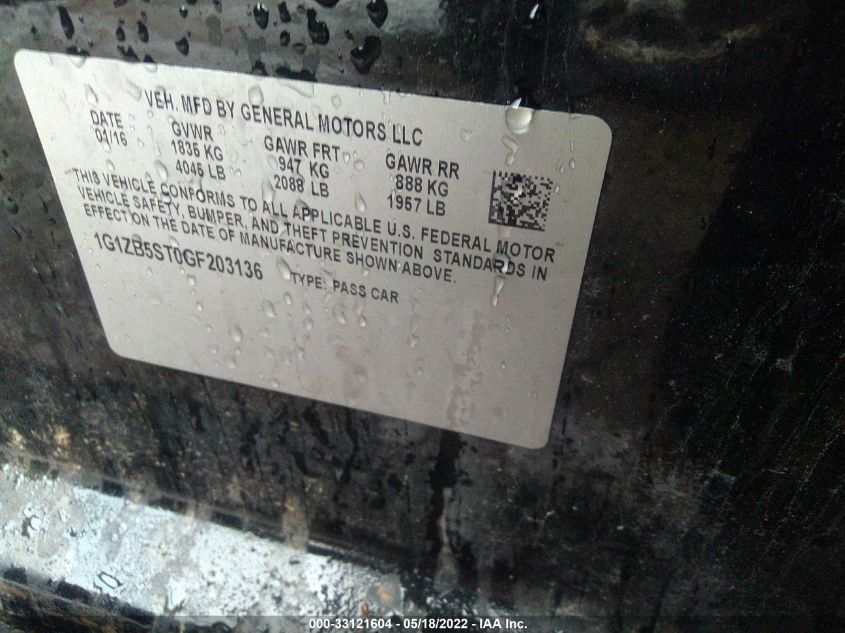 VEH. MFD BY GENERAL MOTORS LLC
DATE GVWR GAWR FRT GAWR RR
01/16 1835 KG 947 KG 888 KG
4045 LB 2088 LB 1957 LB
THIS VEHICLE CONFORMS TO ALL APPLICABLE U.S. FEDERAL MOTOR
VEHICLE SAFETY, BUMPER, AND THEFT PREVENTION STANDARDS IN
EFFECT ON THE DATE OF MANUFACTURE SHOWN ABOVE.
1G1ZB5ST0GF203136 TYPE: PASS CAR
000-33121604 — 05/18/2022 — IAA Inc.